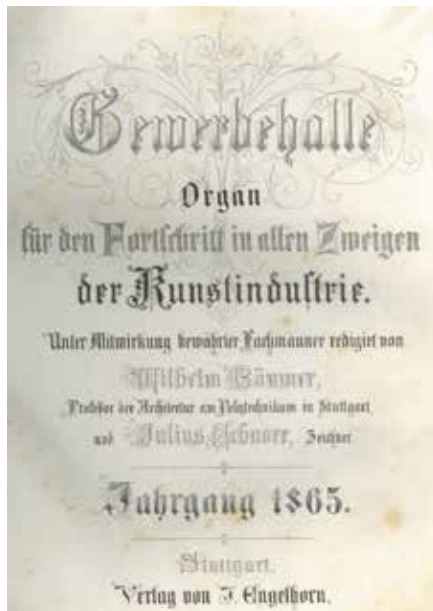 Gewerbehalle
Organ
für den Fortschritt in allen Zweigen
der Kunstindustrie.
Unter Mitwirkung bewährter Fachmänner redigirt von
Wilhelm Bäumer,
Professor der Architektur am Polytechnikum in Stuttgart
und Julius Schnorr, Zeichner
Jahrgang 1865.
Stuttgart.
Verlag von J. Engelhorn.